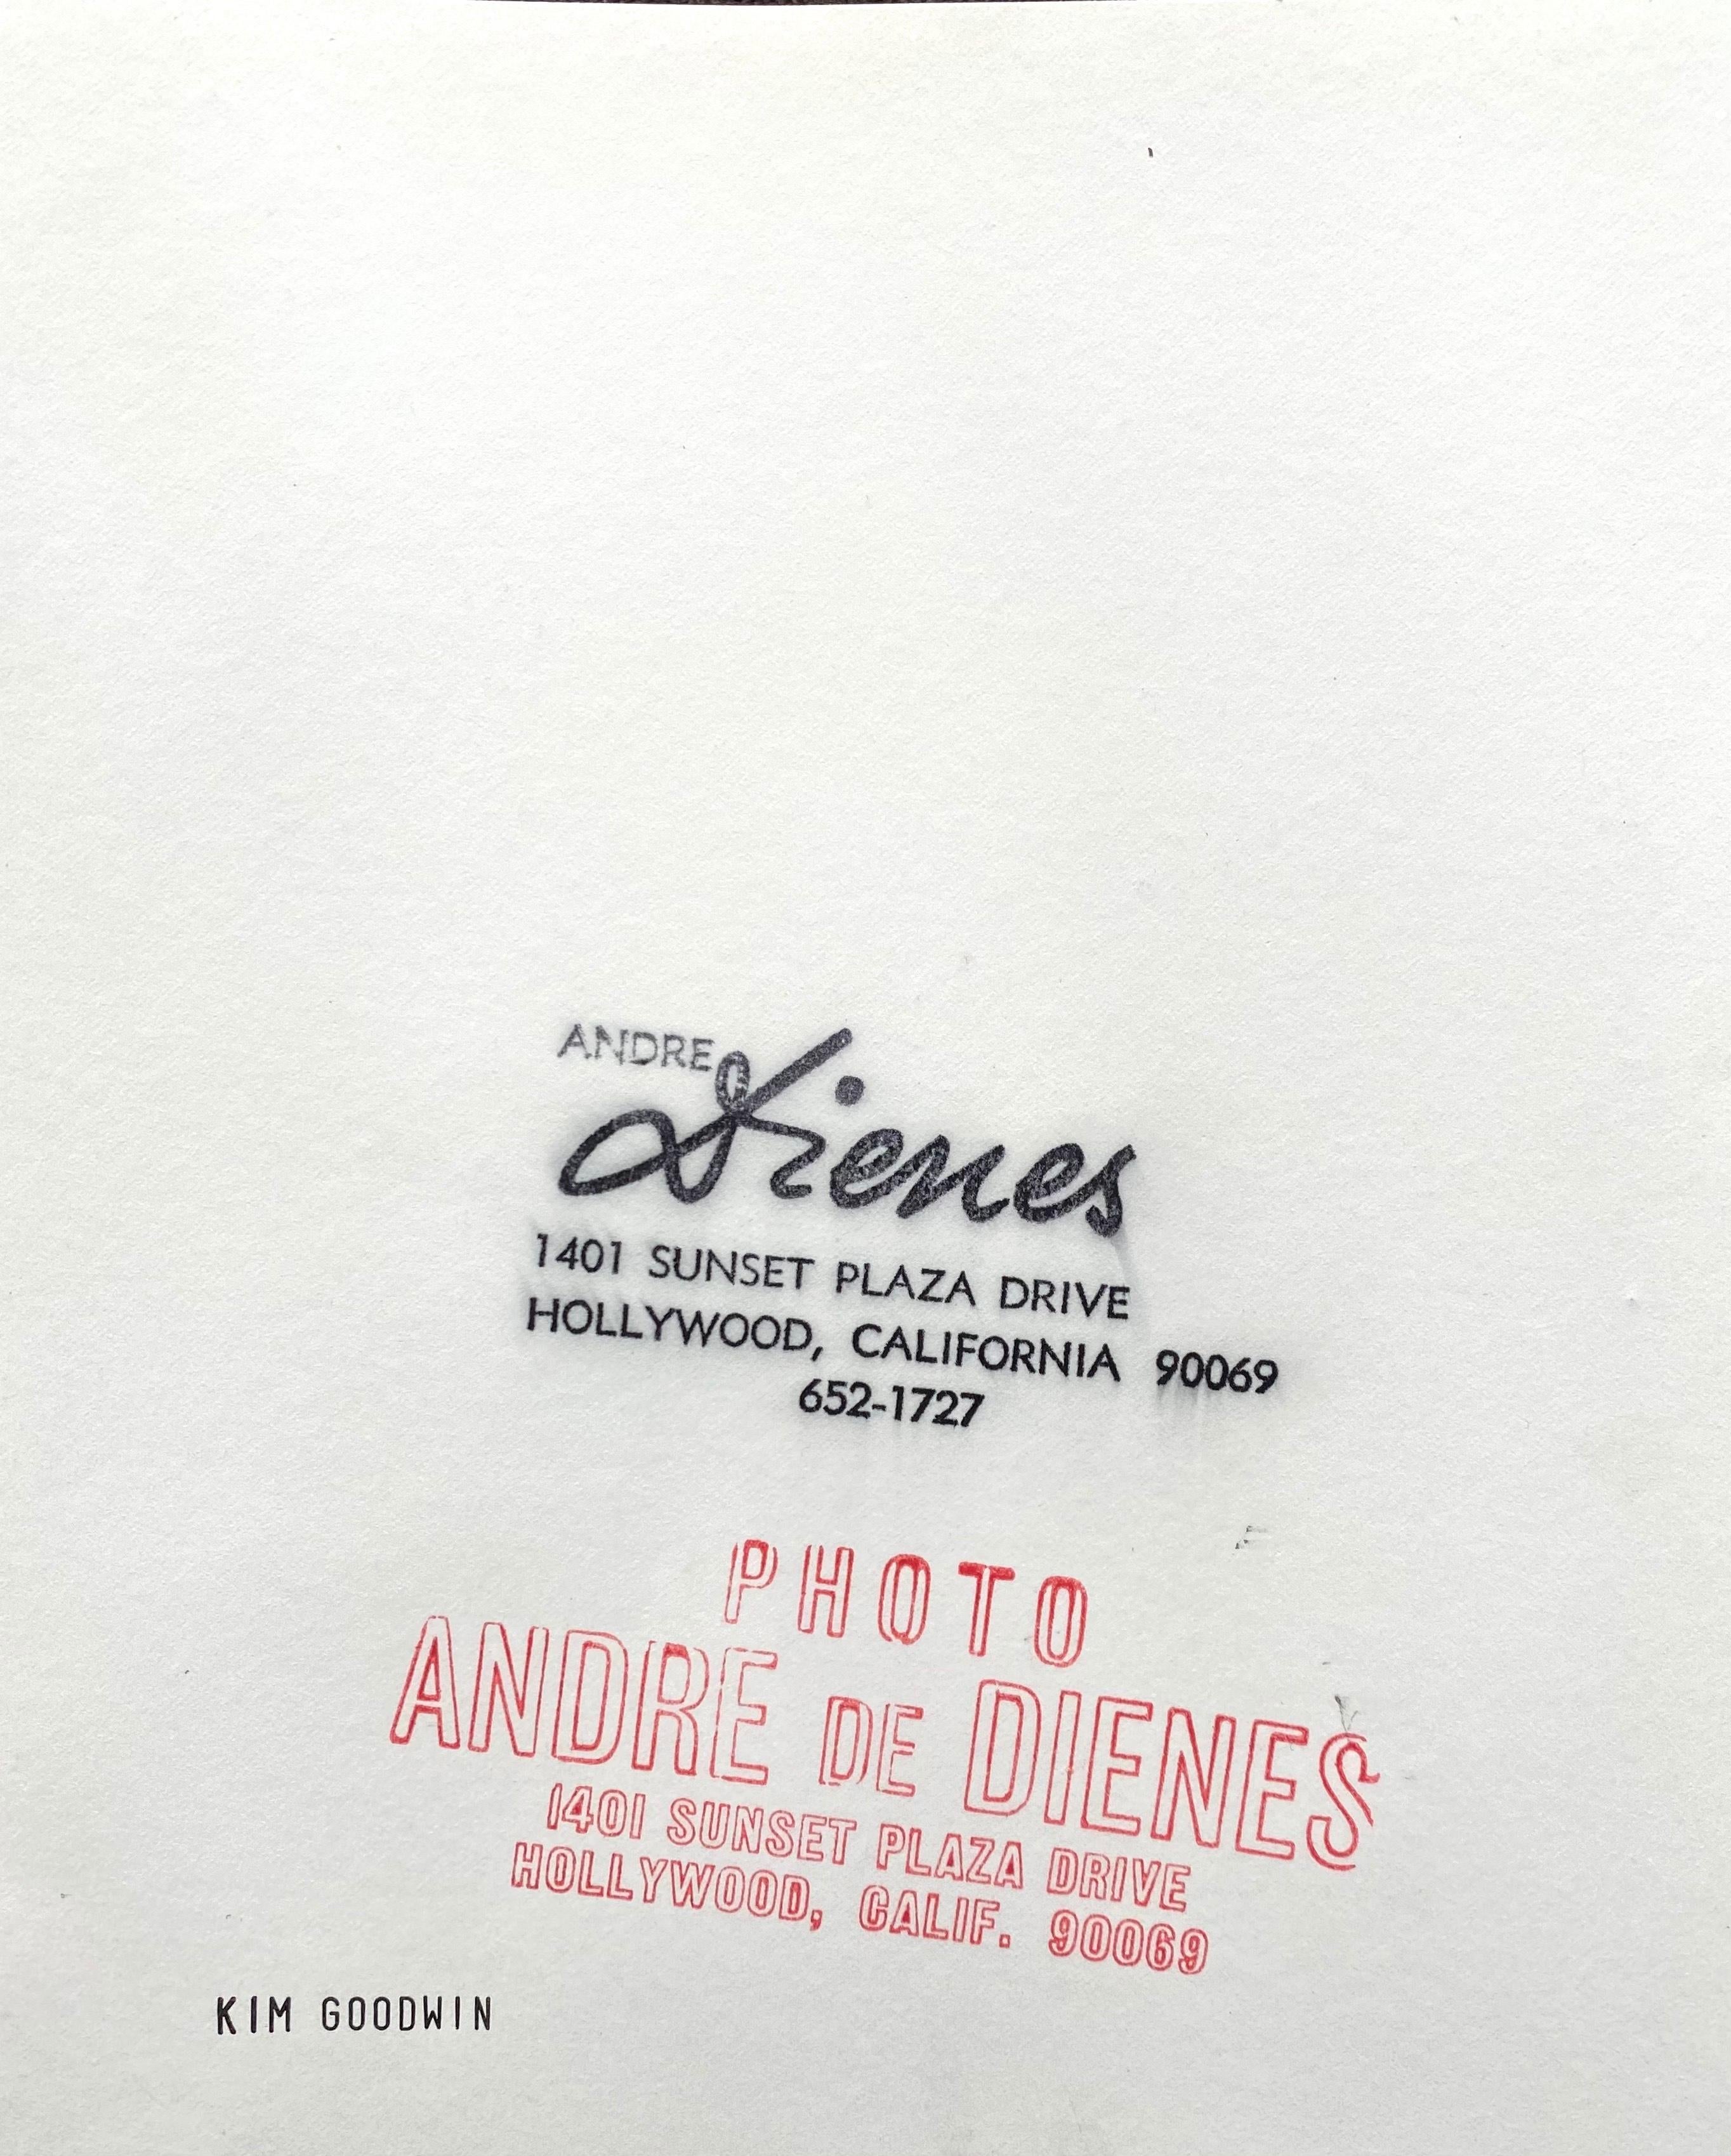 ANDRE de Dienes
1401 SUNSET PLAZA DRIVE
HOLLYWOOD, CALIFORNIA 90069
652-1727
PHOTO
ANDRE DE DIENES
1401 SUNSET PLAZA DRIVE
HOLLYWOOD, CALIF. 90069
KIM GOODWIN